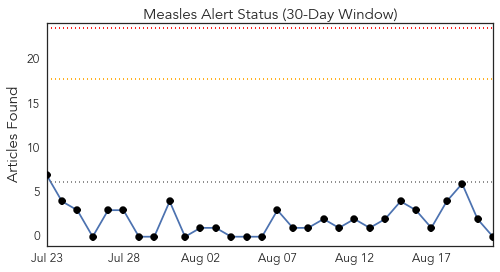 Measles Alert Status (30-Day Window)
Articles Found
20
15
10
5
0
Jul 23
Jul 28
Aug 02
Aug 07
Aug 12
Aug 17